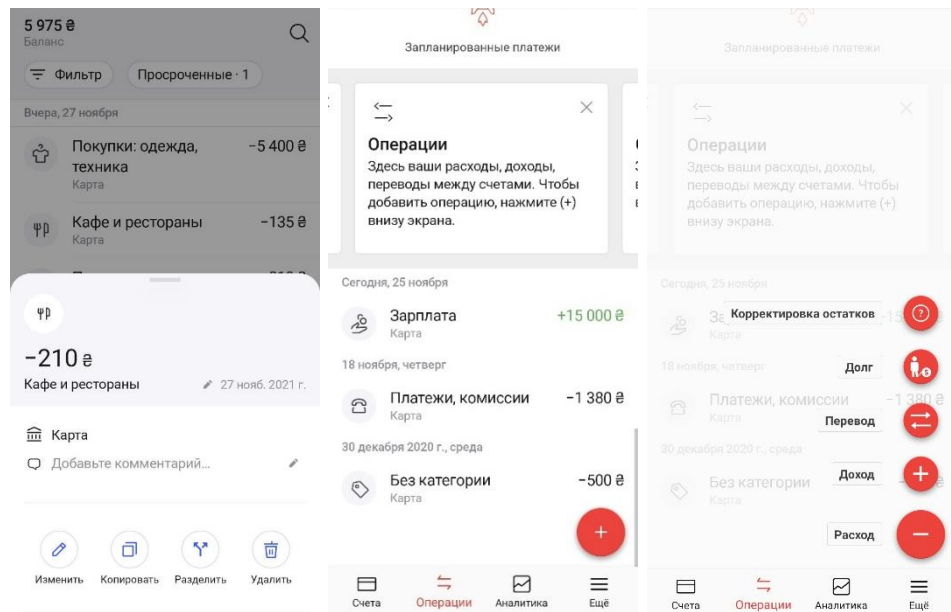 5 975 ₴
Баланс
Фильтр
Просроченные · 1
Вчера, 27 ноября
Покупки: одежда, −5 400 ₴
техника
Карта
Кафе и рестораны −135 ₴
Карта
−210 ₴
Кафе и рестораны 27 нояб. 2021 г.
Карта
Добавьте комментарий...
Изменить Копировать Разделить Удалить
Запланированные платежи
Операции
Здесь ваши расходы, доходы,
переводы между счетами. Чтобы
добавить операцию, нажмите (+)
внизу экрана.
Сегодня, 25 ноября
Зарплата +15 000 ₴
Карта
18 ноября, четверг
Платежи, комиссии −1 380 ₴
Карта
30 декабря 2020 г., среда
Без категории −500 ₴
Карта
Счета Операции Аналитика Ещё
Запланированные платежи
Операции
Здесь ваши расходы, доходы,
переводы между счетами. Чтобы
добавить операцию, нажмите (+)
внизу экрана.
Сегодня, 25 ноября
Корректировка остатков
Карта
18 ноября, четверг
Долг
Платежи, комиссии −1 380 ₴
Карта
Перевод
30 декабря 2020 г., среда
Доход
Без категории
Карта
Расход
Счета Операции Аналитика Ещё